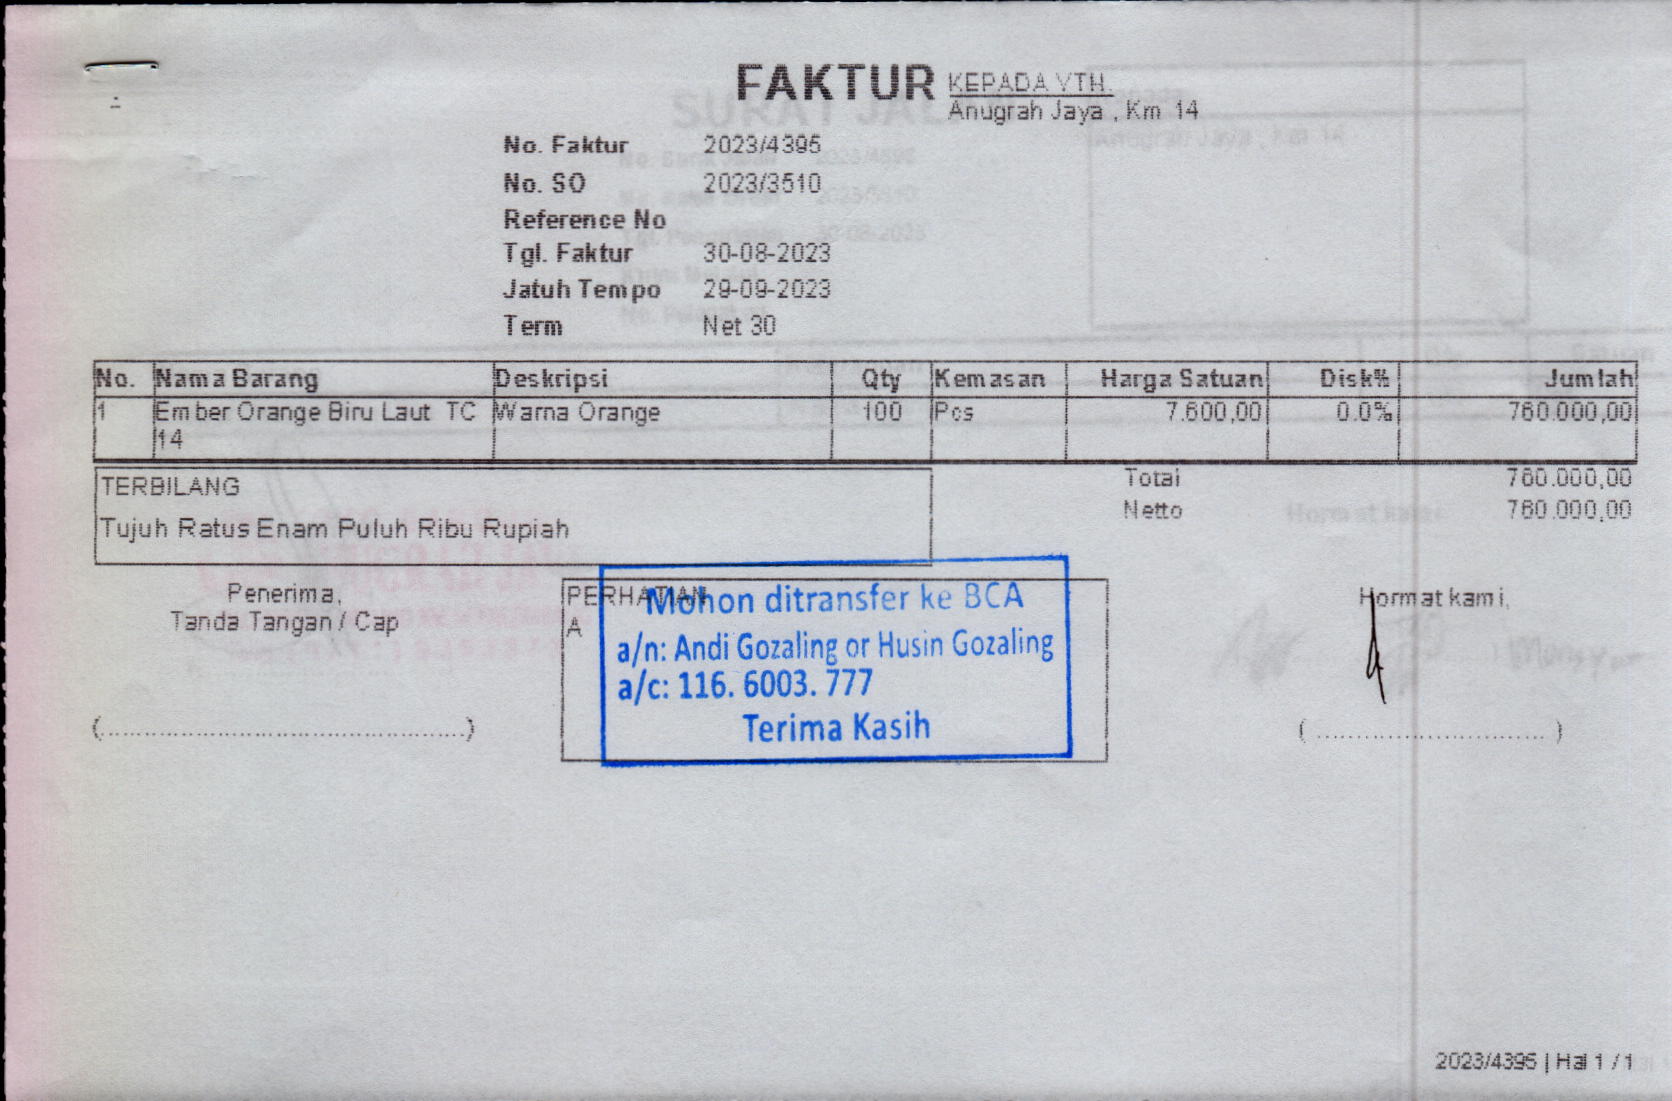 FAKTUR
KEPADA YTH.
Anugrah Jaya , Km 14
No. Faktur 2023/4395
No. SO 2023/3510
Reference No
Tgl. Faktur 30-08-2023
Jatuh Tempo 29-09-2023
Term Net 30
No. Nama Barang Deskripsi Qty Kemasan Harga Satuan Disk% Jumlah
1 Ember Orange Biru Laut TC Warna Orange 100 Pcs 7.600,00 0.0% 760.000,00
14
TERBILANG
Tujuh Ratus Enam Puluh Ribu Rupiah
Total 760.000,00
Netto 760.000,00
Penerima,
Tanda Tangan / Cap
(............................................)
PERHATIAN
A
Mohon ditransfer ke BCA
a/n: Andi Gozaling or Husin Gozaling
a/c: 116. 6003. 777
Terima Kasih
Hormat kami,
( ............................ )
2023/4395 | Hal 1 / 1